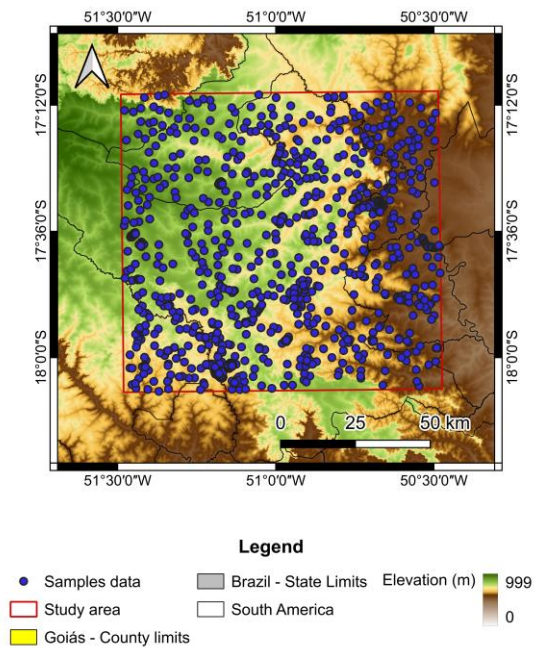 51°30'0"W 51°00'0"W 50°30'0"W
17°12'0"S 17°12'0"S
17°36'0"S 17°36'0"S
18°0'0"S 18°0'0"S
0 25 50 km
51°30'0"W 51°00'0"W 50°30'0"W
Legend
Samples data Brazil - State Limits Elevation (m) 999
Study area South America 0
Goiás - County limits